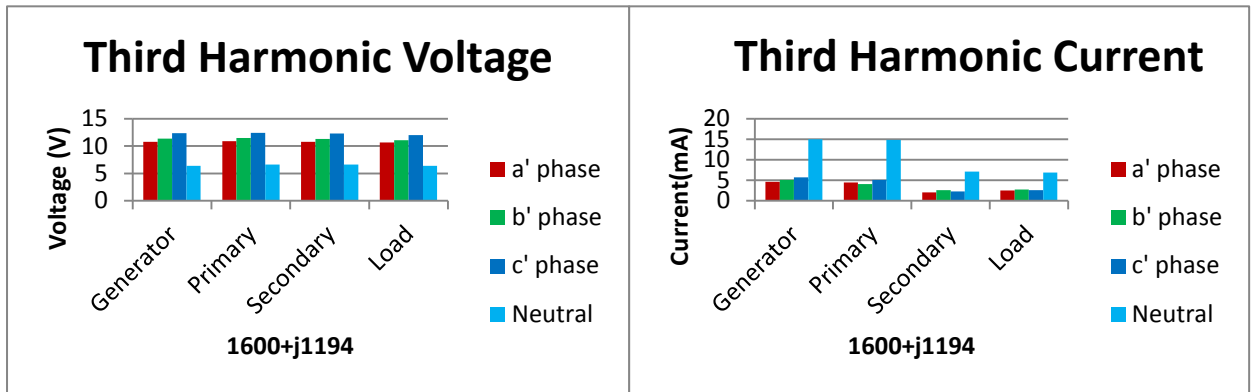 Third Harmonic Voltage
Voltage (V)
15
10
5
0
Generator
Primary
Secondary
Load
1600+j1194
a' phase
b' phase
c' phase
Neutral
Third Harmonic Current
Current(mA)
20
15
10
5
0
Generator
Primary
Secondary
Load
1600+j1194
a' phase
b' phase
c' phase
Neutral